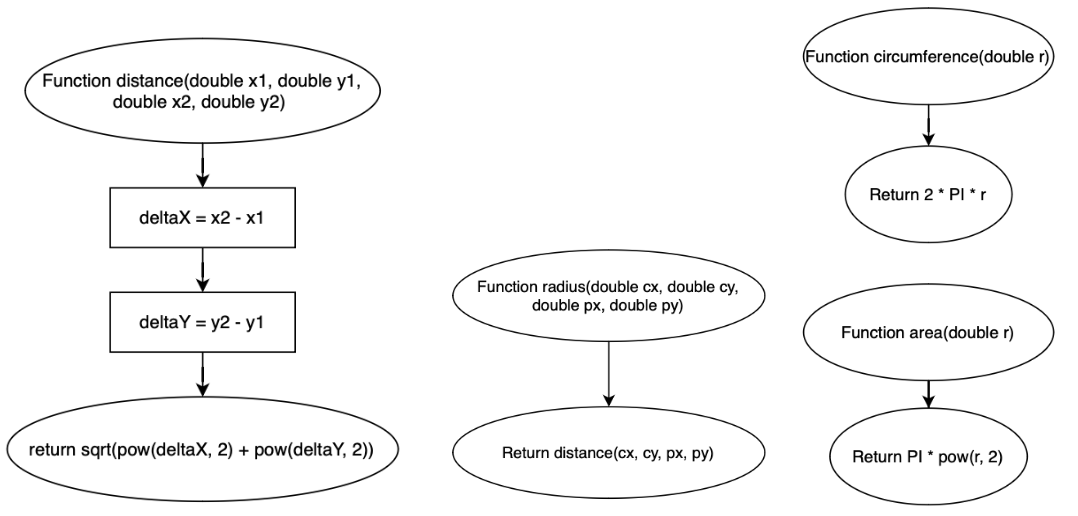 Function distance(double x1, double y1,
double x2, double y2)
deltaX = x2 - x1
deltaY = y2 - y1
return sqrt(pow(deltaX, 2) + pow(deltaY, 2))
Function radius(double cx, double cy,
double px, double py)
Return distance(cx, cy, px, py)
Function circumference(double r)
Return 2 * PI * r
Function area(double r)
Return PI * pow(r, 2)